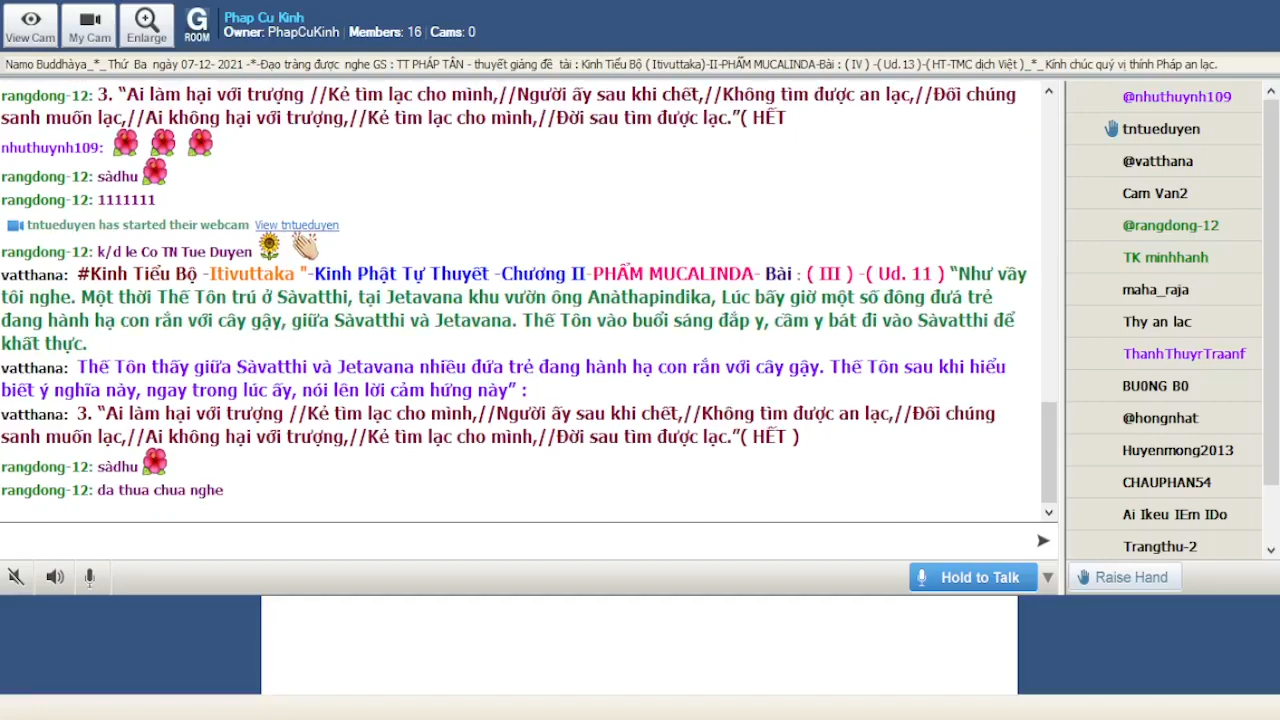 View Cam
My Cam
Enlarge
G
ROOM
Phap Cu Kinh
Owner: PhapCuKinh | Members: 16 | Cams: 0
Namo Buddhàya_*_Thứ Ba ngày 07-12- 2021 -*-Đạo tràng được nghe GS : TT PHÁP TÂN - thuyết giảng đề tài : Kinh Tiểu Bộ ( Itivuttaka)-II-PHẨM MUCALINDA-Bài : ( IV ) -( Ud. 13 )-( HT-TMC dịch Việt )_*_Kính chúc quý vị thính Pháp an lạc.
rangdong-12: 3. “Ai làm hại với trượng //Kẻ tìm lạc cho mình,//Người ấy sau khi chết,//Không tìm được an lạc,//Đối chúng
sanh muốn lạc,//Ai không hại với trượng,//Kẻ tìm lạc cho mình,//Đời sau tìm được lạc.”( HẾT
nhuthuynh109:
rangdong-12: sàdhu
rangdong-12: 1111111
tntueduyen has started their webcam View tntueduyen
rangdong-12: k/d le Co TN Tue Duyen
vatthana: #Kinh Tiểu Bộ -Itivuttaka "-Kinh Phật Tự Thuyết -Chương II-PHẨM MUCALINDA- Bài : ( III ) -( Ud. 11 ) “Như vầy
tôi nghe. Một thời Thế Tôn trú ở Sàvatthi, tại Jetavana khu vườn ông Anàthapindika, Lúc bấy giờ một số đông đưá trẻ
đang hành hạ con rắn với cây gậy, giữa Sàvatthi và Jetavana. Thế Tôn vào buổi sáng đắp y, cầm y bát đi vào Sàvatthi để
khất thực.
vatthana: Thế Tôn thấy giữa Sàvatthi và Jetavana nhiều đứa trẻ đang hành hạ con rắn với cây gậy. Thế Tôn sau khi hiểu
biết ý nghĩa này, ngay trong lúc ấy, nói lên lời cảm hứng này” :
vatthana: 3. “Ai làm hại với trượng //Kẻ tìm lạc cho mình,//Người ấy sau khi chết,//Không tìm được an lạc,//Đối chúng
sanh muốn lạc,//Ai không hại với trượng,//Kẻ tìm lạc cho mình,//Đời sau tìm được lạc.”( HẾT )
rangdong-12: sàdhu
rangdong-12: da thua chua nghe
Hold to Talk
@nhuthuynh109
tntueduyen
@vatthana
Cam Van2
@rangdong-12
TK minhhanh
maha_raja
Thy an lac
ThanhThuyrTraanf
BU0NG B0
@hongnhat
Huyenmong2013
CHAUPHAN54
Ai Ikeu IEm IDo
Trangthu-2
Raise Hand